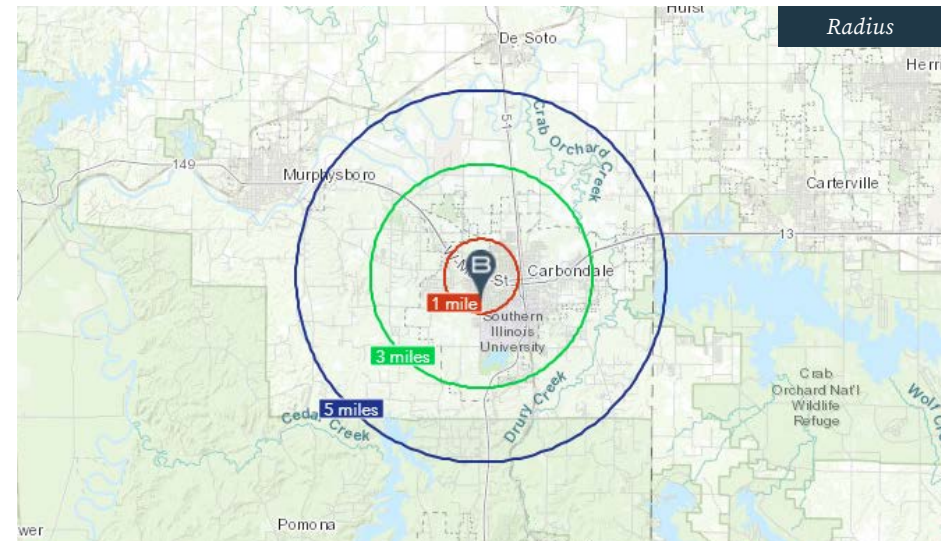 Hurst
Radius
De Soto
Herri
51
Crab Orchard Creek
149
Murphysboro
Carterville
13
B
Carbondale
St
1 mile
Southern
Illinois
University
3 miles
Crab
Orchard Nat'l
Wildlife
Refuge
5 miles
Cedar Creek
Drury Creek
Wolf Cr
Pomona
wer